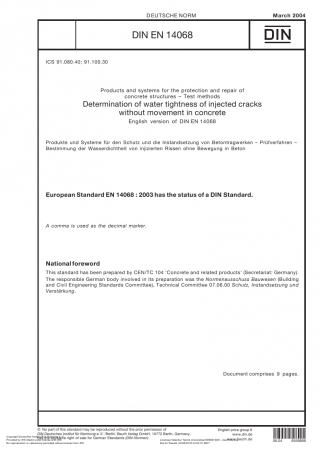 DEUTSCHE NORM
March 2004
DIN EN 14068
DIN
ICS 91.080.40; 91.100.30
Products and systems for the protection and repair of
concrete structures – Test methods
Determination of water tightness of injected cracks
without movement in concrete
English version of DIN EN 14068
Produkte und Systeme für den Schutz und die Instandsetzung von Betontragwerken – Prüfverfahren –
Bestimmung der Wasserdichtheit von injizierten Rissen ohne Bewegung in Beton
European Standard EN 14068 : 2003 has the status of a DIN Standard.
A comma is used as the decimal marker.
National foreword
This standard has been prepared by CEN/TC 104 ‘Concrete and related products’ (Secretariat: Germany).
The responsible German body involved in its preparation was the Normenausschuss Bauwesen (Building
and Civil Engineering Standards Committee), Technical Committee 07.06.00 Schutz, Instandsetzung und
Verstärkung.
Document comprises 9 pages.
© No part of this standard may be reproduced without the prior permission of
DIN Deutsches Institut für Normung e.V., Berlin. Beuth Verlag GmbH, 10772 Berlin, Germany,
has the exclusive right of sale for German Standards (DIN-Normen).
English price group 8
www.din.de
www.beuth.de